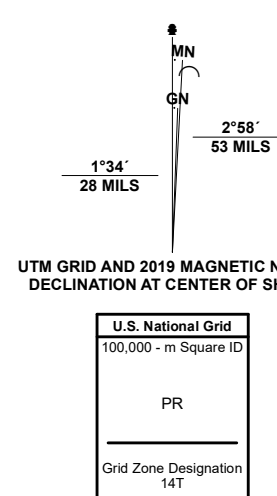 MN
GN
2°58´
53 MILS
1°34´
28 MILS
UTM GRID AND 2019 MAGNETIC
DECLINATION AT CENTER OF
U.S. National Grid
100,000 - m Square ID
PR
Grid Zone Designation
14T